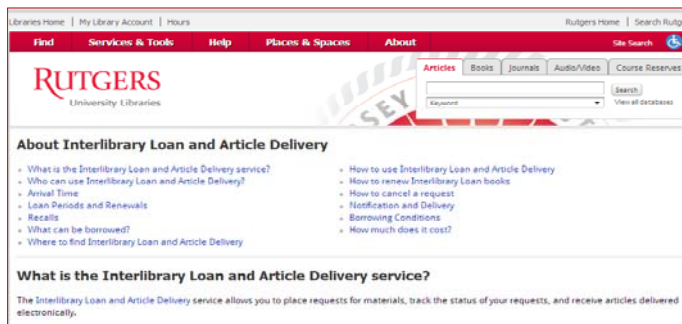 Libraries Home | My Library Account | Hours
Rutgers Home | Search Rutg
Find Services & Tools Help Places & Spaces About
Site Search
RUTGERS
University Libraries
Articles Books Journals Audio/Video Course Reserves
Search
Keyword
View all databases
SEY
About Interlibrary Loan and Article Delivery
What is the Interlibrary Loan and Article Delivery service?
Who can use Interlibrary Loan and Article Delivery?
Arrival Time
Loan Periods and Renewals
Recalls
What can be borrowed?
Where to find Interlibrary Loan and Article Delivery
How to use Interlibrary Loan and Article Delivery
How to renew Interlibrary Loan books
How to cancel a request
Notification and Delivery
Borrowing Conditions
How much does it cost?
What is the Interlibrary Loan and Article Delivery service?
The Interlibrary Loan and Article Delivery service allows you to place requests for materials, track the status of your requests, and receive articles delivered
electronically.